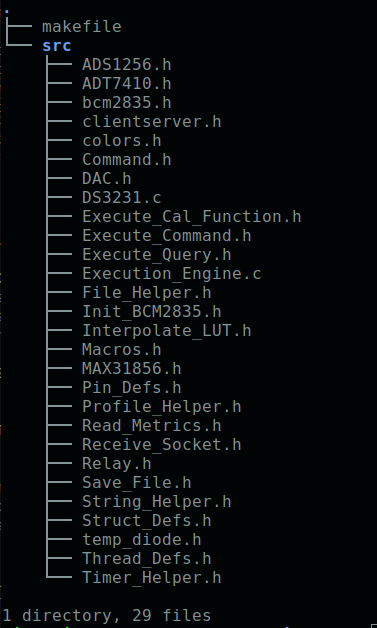 .
makefile
src
ADS1256.h
ADT7410.h
bcm2835.h
clientserver.h
colors.h
Command.h
DAC.h
DS3231.c
Execute_Cal_Function.h
Execute_Command.h
Execute_Query.h
Execution_Engine.c
File_Helper.h
Init_BCM2835.h
Interpolate_LUT.h
Macros.h
MAX31856.h
Pin_Defs.h
Profile_Helper.h
Read_Metrics.h
Receive_Socket.h
Relay.h
Save_File.h
String_Helper.h
Struct_Defs.h
temp_diode.h
Thread_Defs.h
Timer_Helper.h
1 directory, 29 files